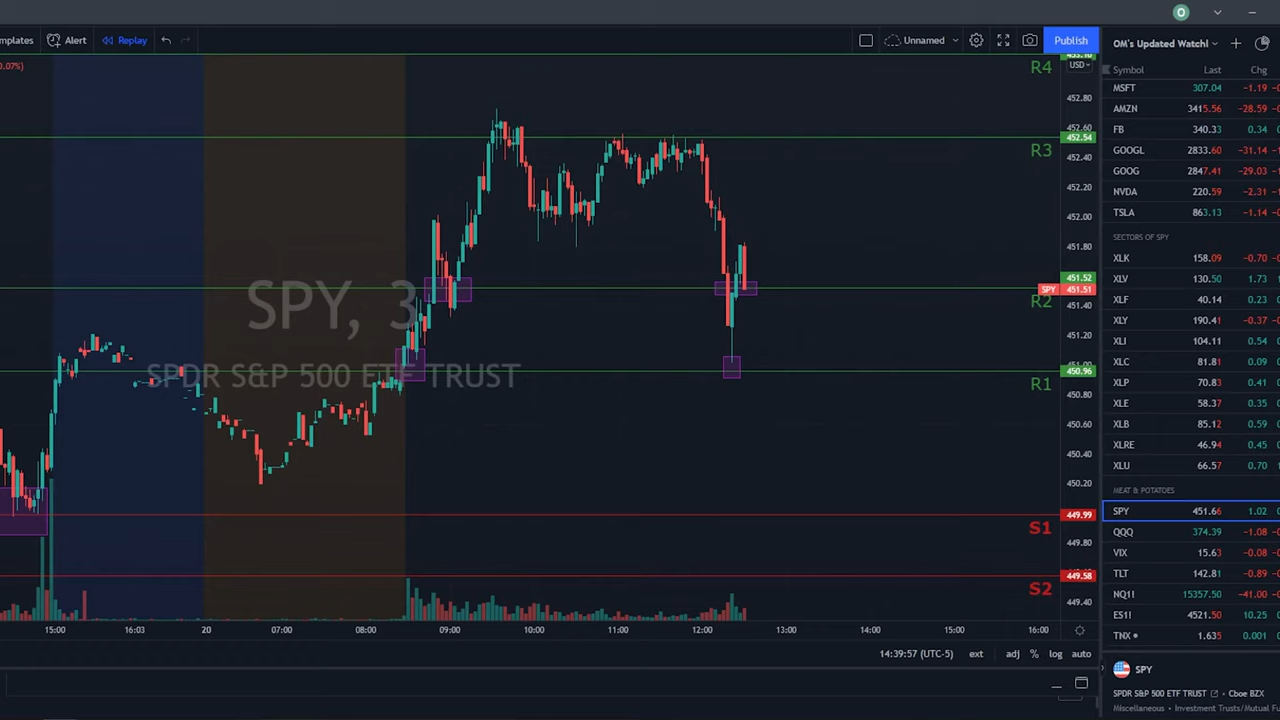 O
mplates Alert Replay Unnamed Publish
OM's Updated Watchl
0.07%)
USD
Symbol Last Chg
R4
R3
R2
R1
S1
S2
452.80
452.60
452.54
452.40
452.20
452.00
451.80
451.52
SPY 451.51
451.40
451.20
450.96
450.80
450.60
450.40
450.20
449.99
449.80
449.58
449.40
SPY, 3
SPDR S&P 500 ETF TRUST
MSFT 307.04 -1.19
AMZN 3415.56 -28.59
FB 340.33 0.34
GOOGL 2833.60 -31.14
GOOG 2847.41 -29.03
NVDA 220.59 -2.31
TSLA 863.13 -1.14
SECTORS OF SPY
XLK 158.09 -0.70
XLV 130.50 1.73
XLF 40.14 0.23
XLY 190.41 -0.37
XLI 104.11 0.54
XLC 81.81 0.09
XLP 70.83 0.41
XLE 58.37 0.35
XLB 85.12 0.59
XLRE 46.94 0.45
XLU 66.57 0.70
MEAT & POTATOES
SPY 451.66 1.02
QQQ 374.39 -1.08
VIX 15.63 -0.08
TLT 142.81 -0.89
NQ1! 15357.50 -41.00
ES1! 4521.50 10.25
TNX 1.635 0.001
15:00 16:03 20 07:00 08:00 09:00 10:00 11:00 12:00 13:00 14:00 15:00 16:00
14:39:57 (UTC-5) ext adj % log auto
SPY
SPDR S&P 500 ETF TRUST • Cboe BZX
Miscellaneous • Investment Trusts/Mutual Fu